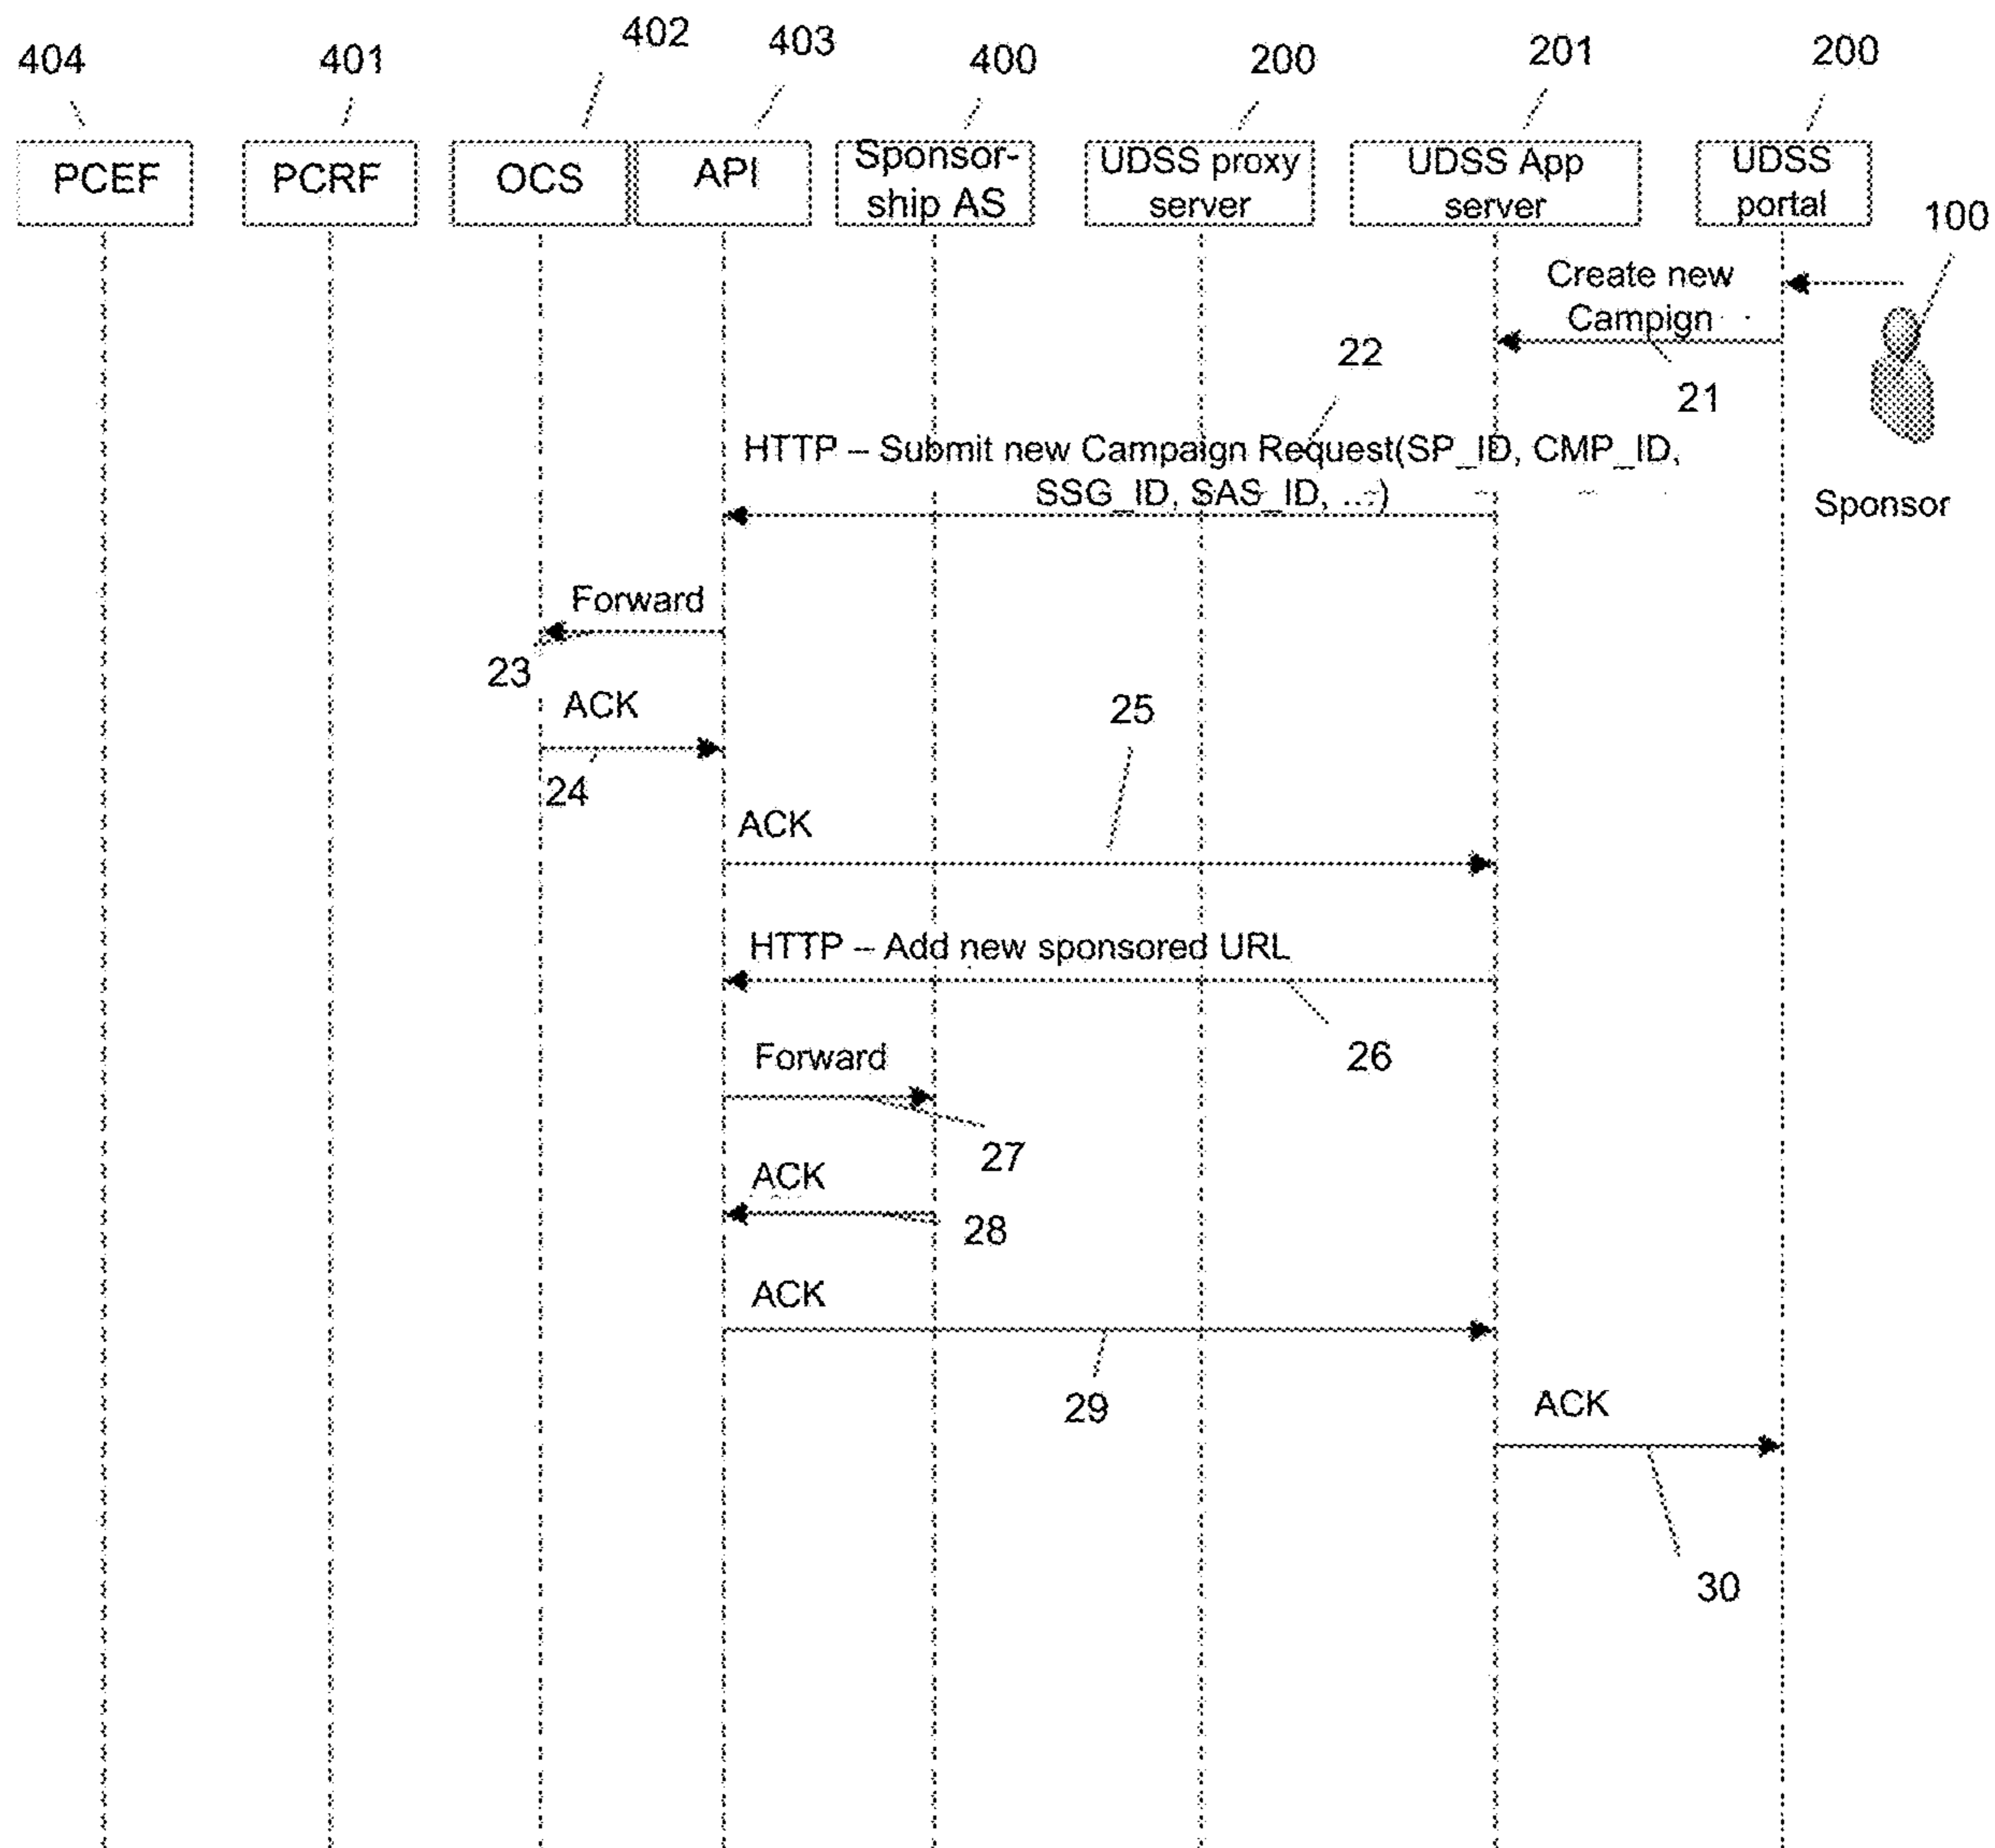 404
401
402
403
400
200
201
200
PCEF
PCRF
OCS
API
Sponsor-
ship AS
UDSS proxy
server
UDSS App
server
UDSS
portal
100
Create new
Campign
22
21
HTTP – Submit new Campaign Request(SP_ID, CMP_ID,
SSG_ID, SAS_ID, ...)
Sponsor
Forward
23
ACK
25
24
ACK
HTTP – Add new sponsored URL
26
Forward
27
ACK
28
ACK
29
ACK
30